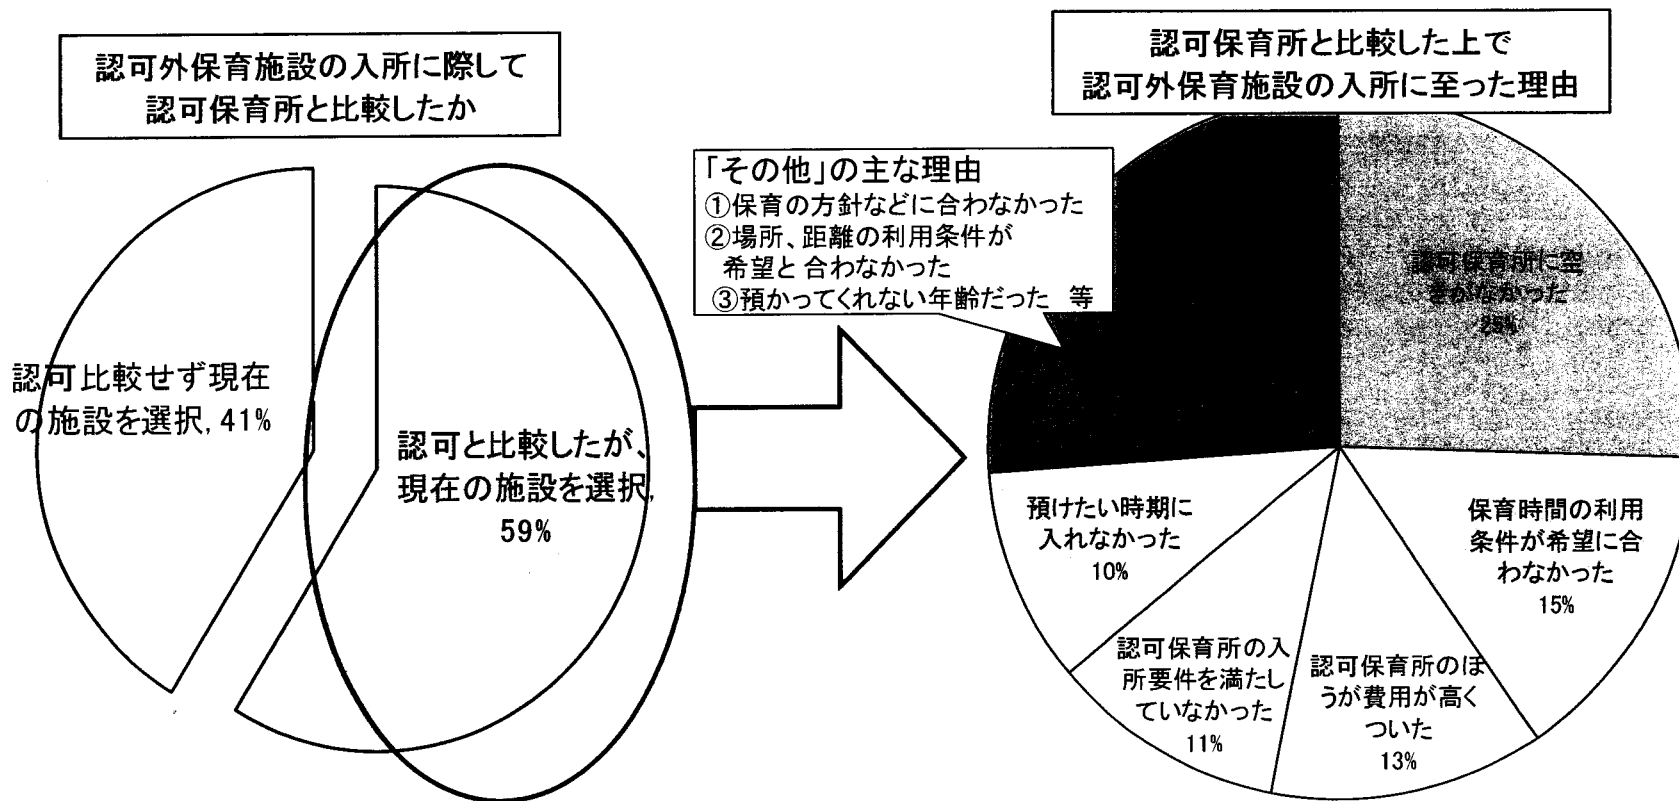 認可外保育施設の入所に際して
認可保育所と比較したか
認可比較せず現在
の施設を選択, 41%
認可と比較したが、
現在の施設を選択,
59%
認可保育所と比較した上で
認可外保育施設の入所に至った理由
「その他」の主な理由
①保育の方針などに合わなかった
②場所、距離の利用条件が
希望と合わなかった
③預かってくれない年齢だった 等
認可保育所に空
きがなかった
25%
保育時間の利用
条件が希望に合
わなかった
15%
認可保育所のほ
うが費用が高く
ついた
13%
認可保育所の入
所要件を満たし
ていなかった
11%
預けたい時期に
入れなかった
10%